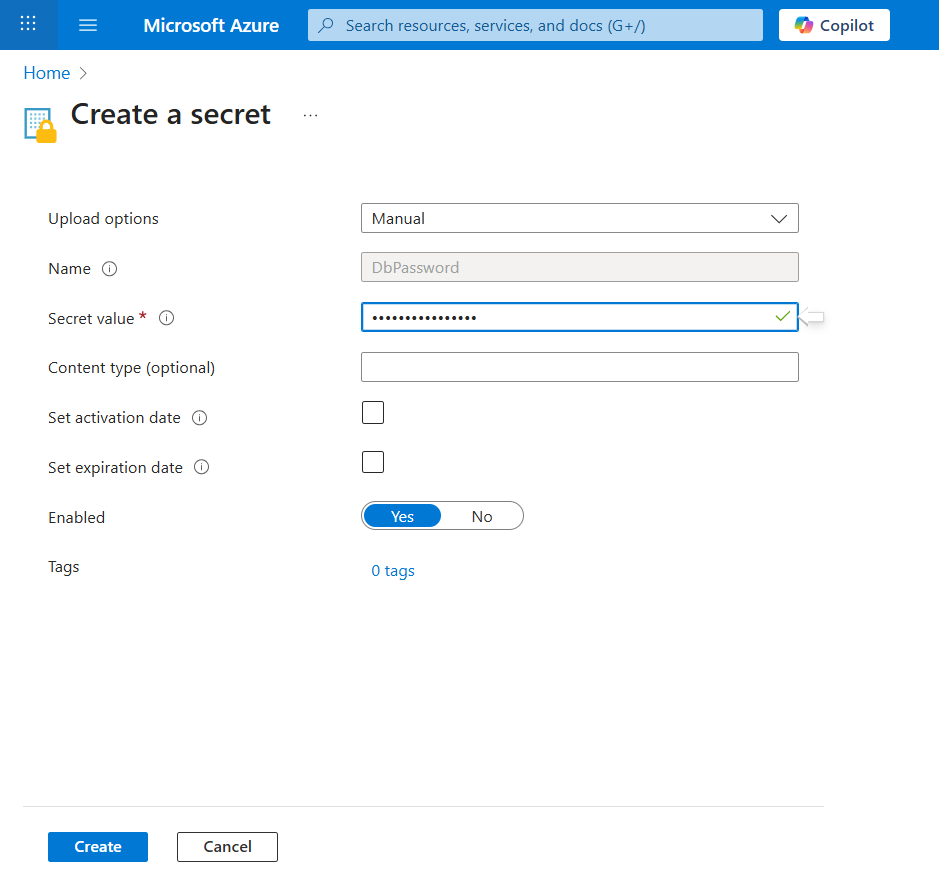 Microsoft Azure
Search resources, services, and docs (G+/)
Copilot
Home
Create a secret
...
Upload options
Manual
Name
DbPassword
Secret value *
••••••••••••••••
Content type (optional)
Set activation date
Set expiration date
Enabled
Yes
No
Tags
0 tags
Create
Cancel